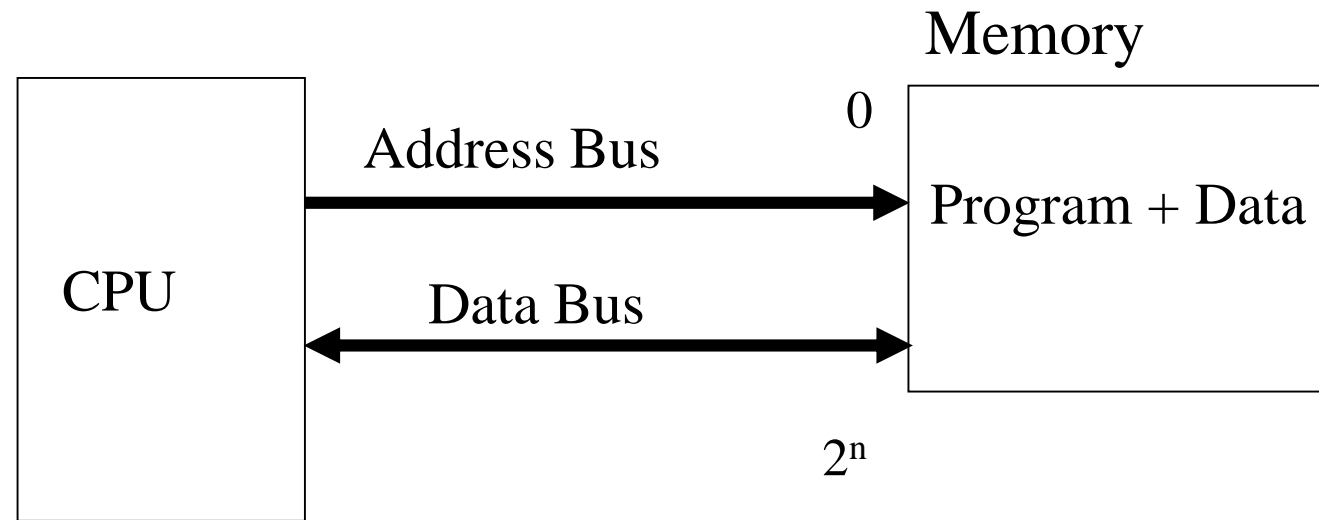 Memory
0
Address Bus
Program + Data
CPU
Data Bus
2ⁿ